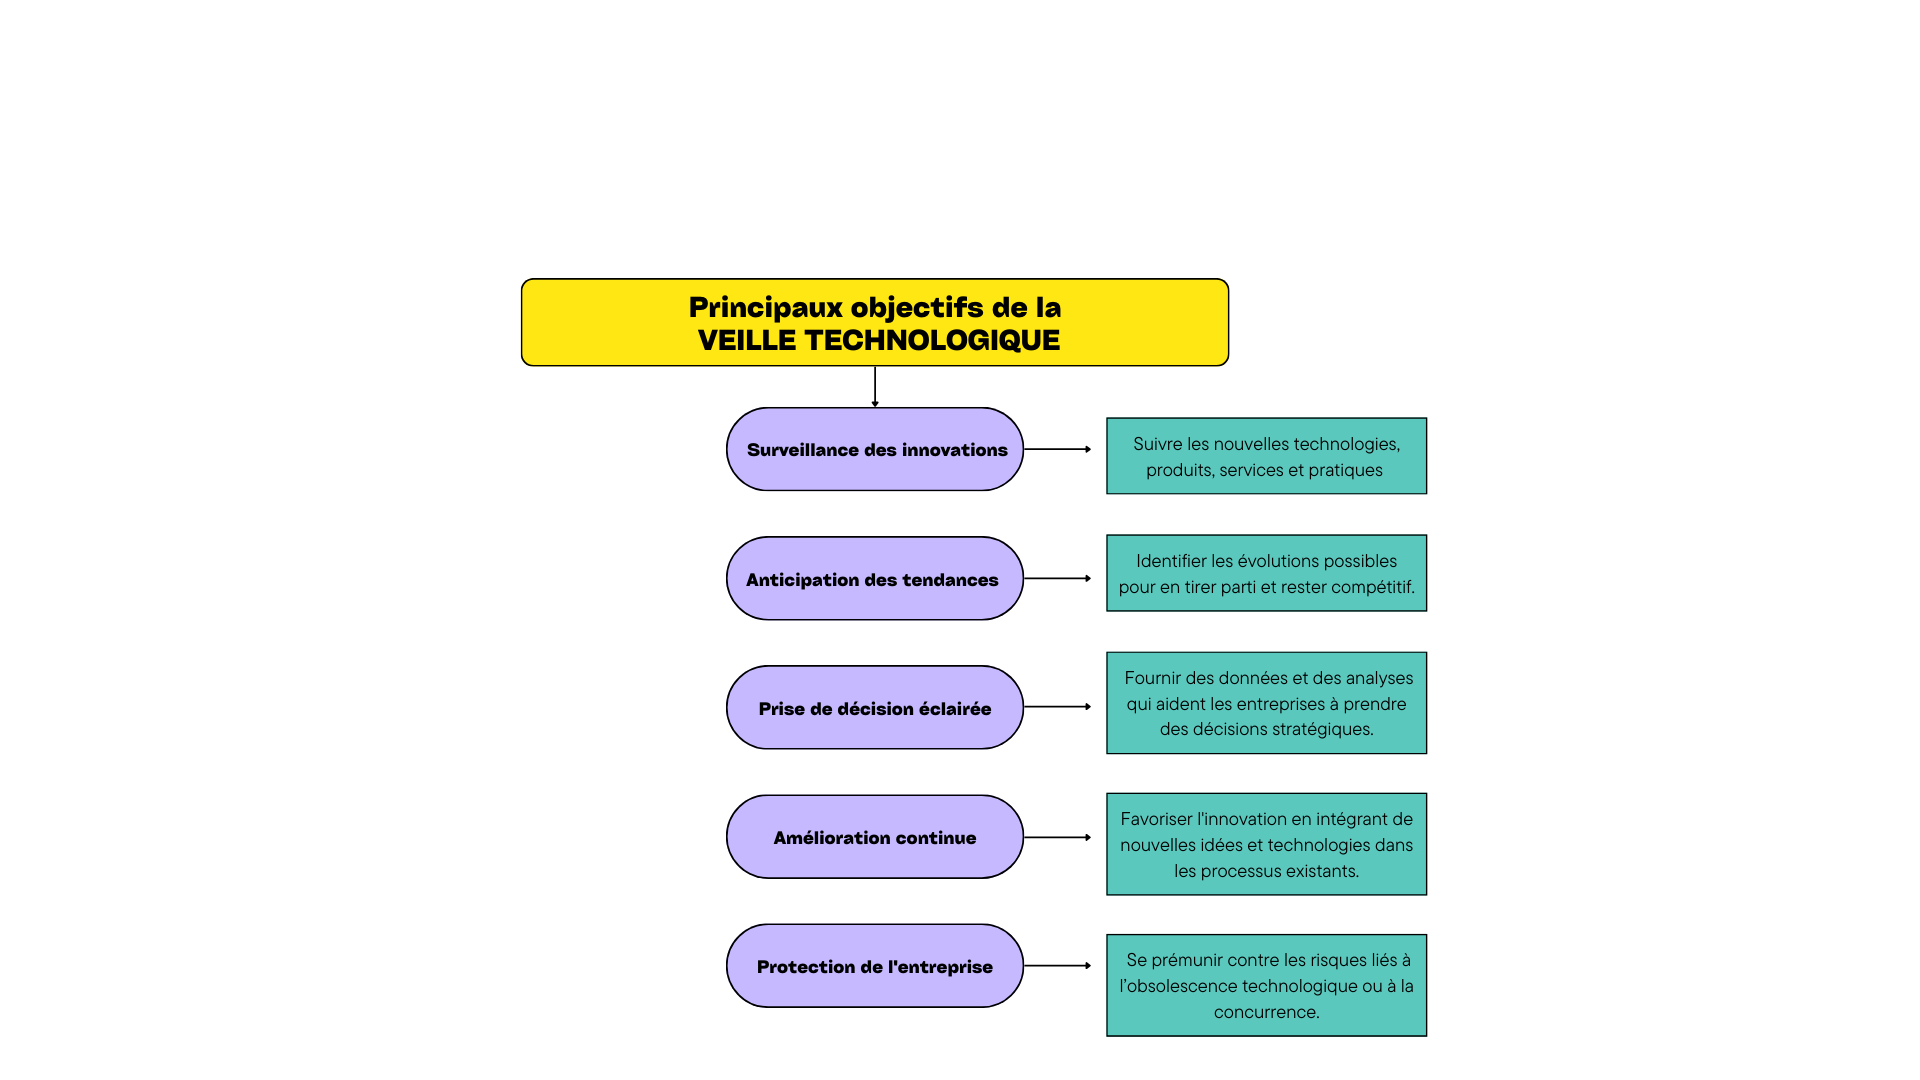 Principaux objectifs de la
VEILLE TECHNOLOGIQUE
Surveillance des innovations
Suivre les nouvelles technologies,
produits, services et pratiques
Anticipation des tendances
Identifier les évolutions possibles
pour en tirer parti et rester compétitif.
Prise de décision éclairée
Fournir des données et des analyses
qui aident les entreprises à prendre
des décisions stratégiques.
Amélioration continue
Favoriser l'innovation en intégrant de
nouvelles idées et technologies dans
les processus existants.
Protection de l'entreprise
Se prémunir contre les risques liés à
l’obsolescence technologique ou à la
concurrence.